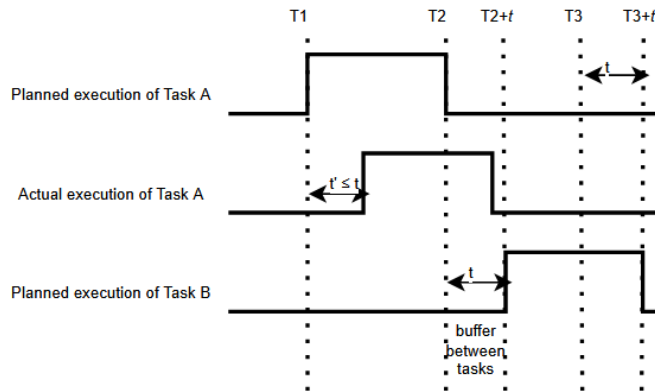 T1
T2
T2+t
T3
T3+t
t
Planned execution of Task A
t' ≤ t
Actual execution of Task A
t
Planned execution of Task B
buffer
between
tasks